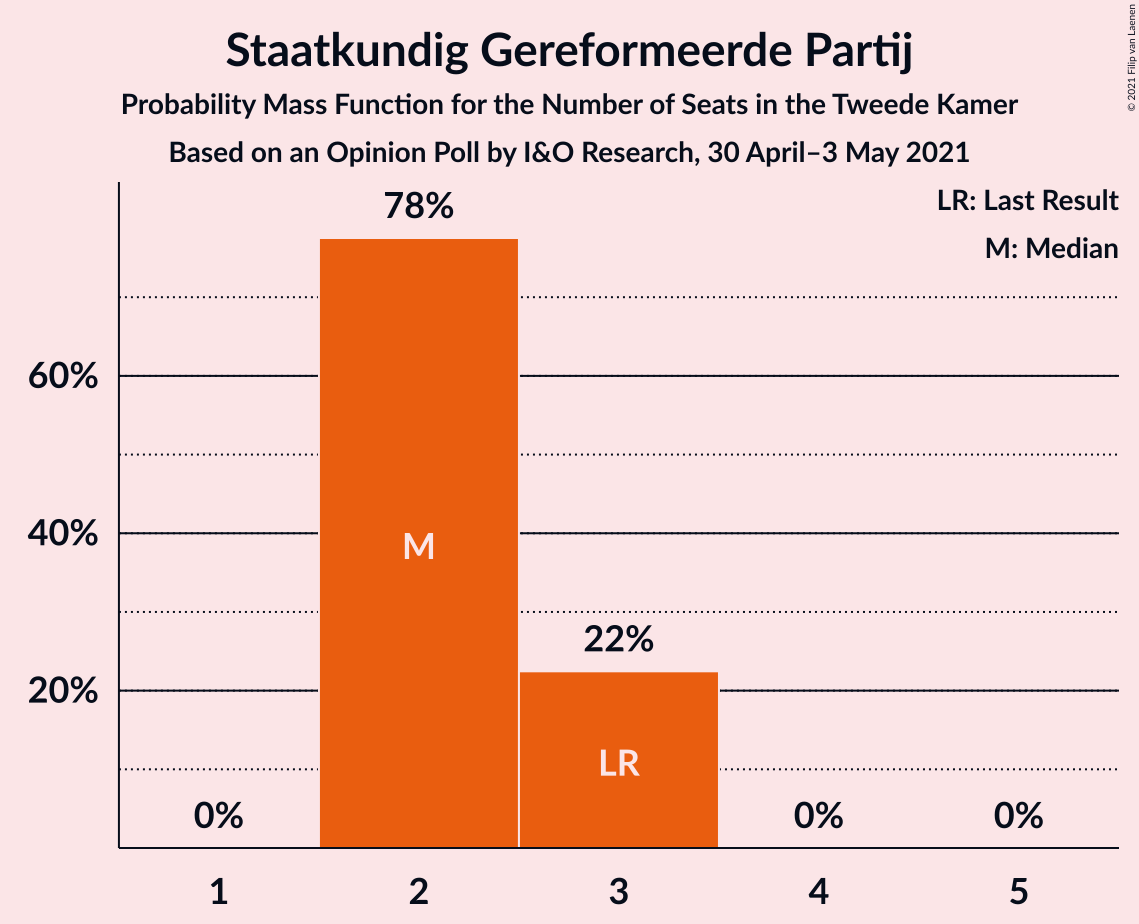 Staatkundig Gereformeerde Partij
Probability Mass Function for the Number of Seats in the Tweede Kamer
Based on an Opinion Poll by I&O Research, 30 April–3 May 2021
© 2021 Filip van Laenen
LR: Last Result
M: Median
78%
60%
40%
M
22%
20%
LR
0%
0%
0%
1
2
3
4
5